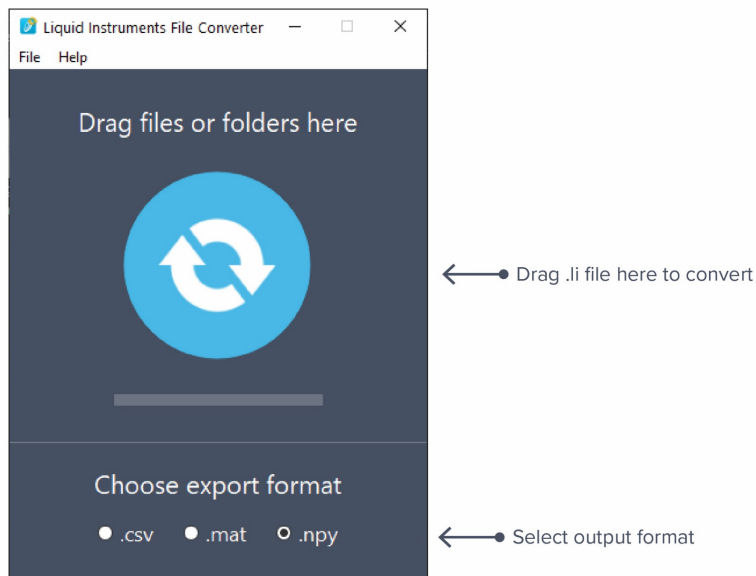 Liquid Instruments File Converter
File Help
Drag files or folders here
Drag .li file here to convert
Choose export format
.csv .mat .npy
Select output format